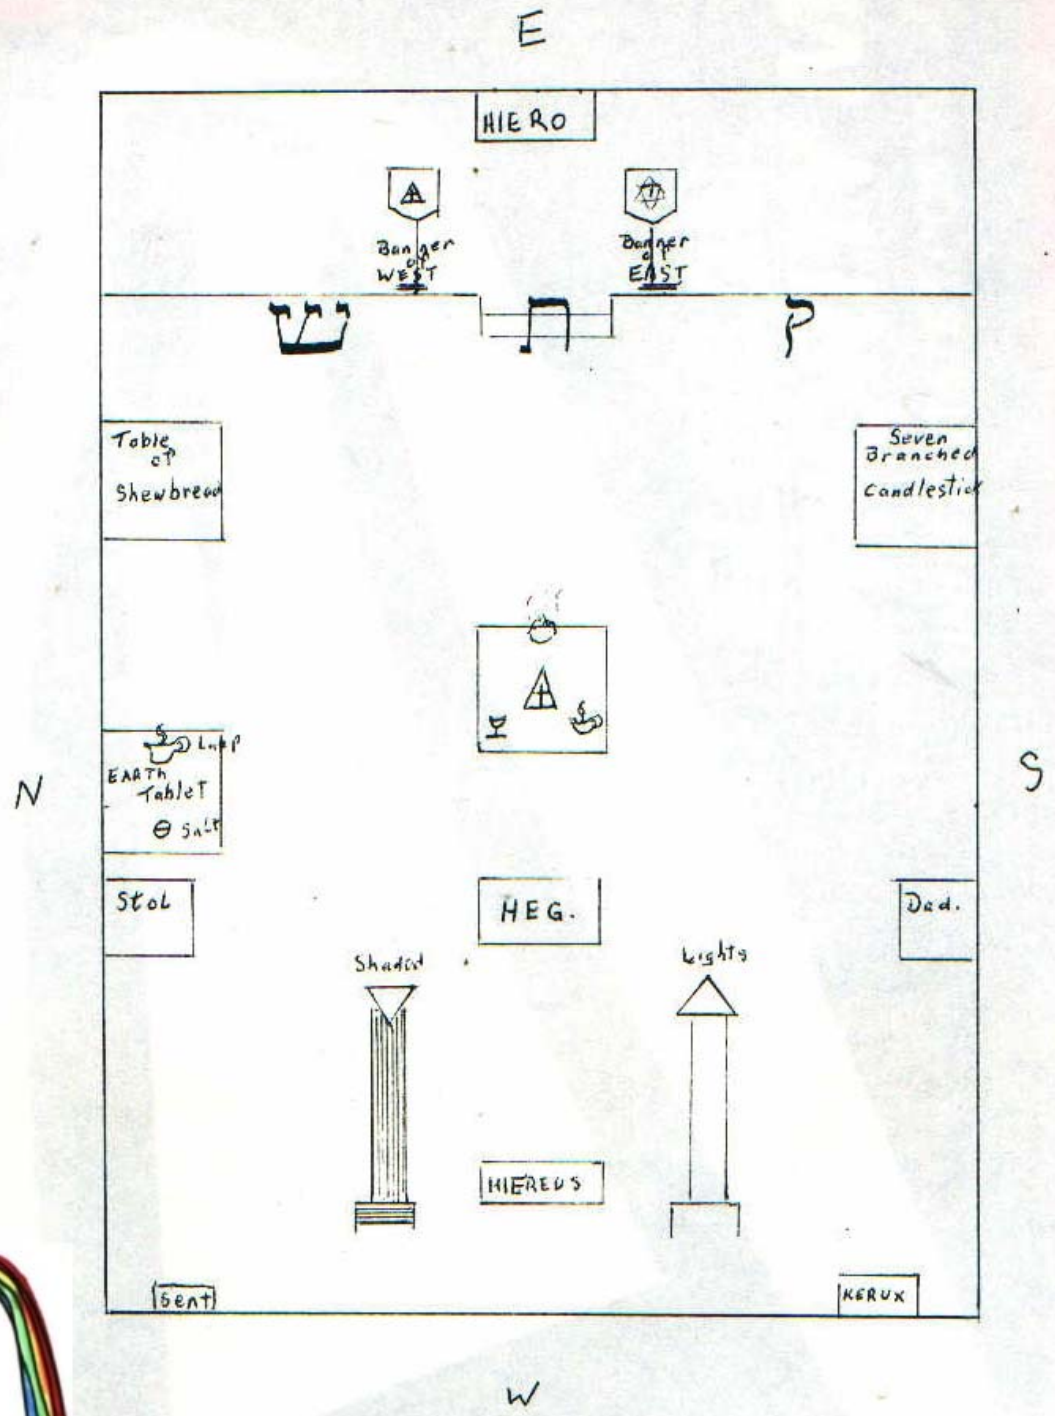 E
HIERO
Banner
of
WEST
Banner
of
EAST
ש
ת
ק
Table
of
Shewbread
Seven
Branched
Candlestick
Lamp
EARTH
Tablet
Salt
N
S
Stol
HEG.
Dad.
Lights
HIEREUS
Sent
KERUX
W